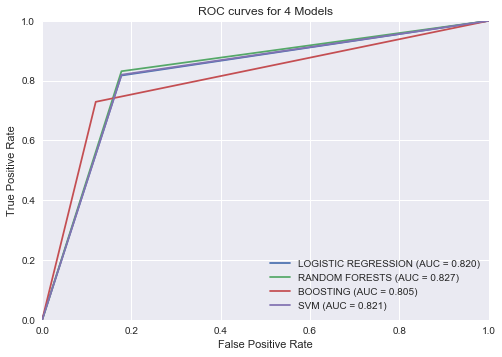 ROC curves for 4 Models
True Positive Rate
1.0
0.8
0.6
0.4
0.2
0.0
LOGISTIC REGRESSION (AUC = 0.820)
RANDOM FORESTS (AUC = 0.827)
BOOSTING (AUC = 0.805)
SVM (AUC = 0.821)
0.0 0.2 0.4 0.6 0.8 1.0
False Positive Rate